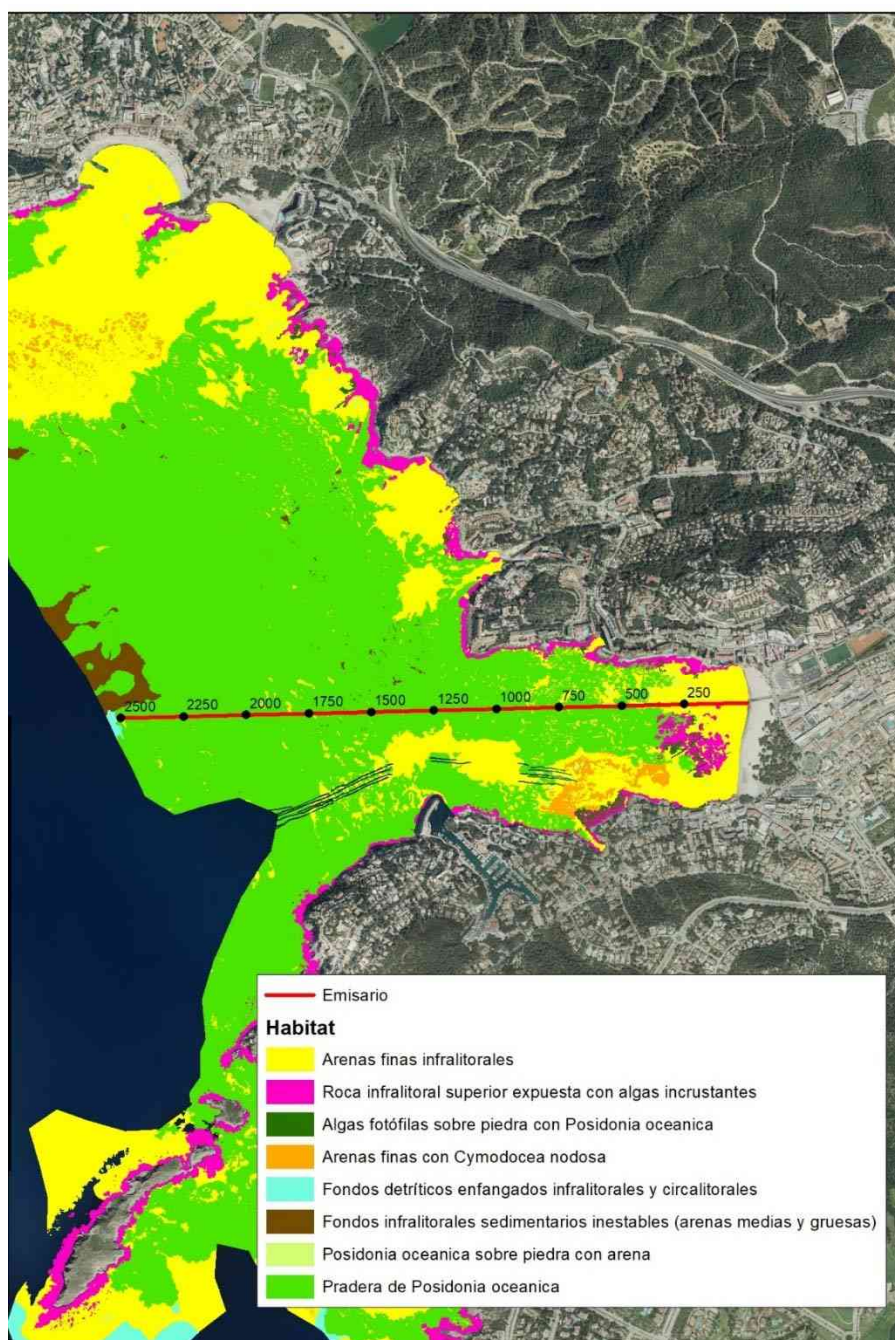 2500 2250 2000 1750 1500 1250 1000 750 500 250
Emisario
Habitat
Arenas finas infralitorales
Roca infralitoral superior expuesta con algas incrustantes
Algas fotófilas sobre piedra con Posidonia oceanica
Arenas finas con Cymodocea nodosa
Fondos detríticos enfangados infralitorales y circalitorales
Fondos infralitorales sedimentarios inestables (arenas medias y gruesas)
Posidonia oceanica sobre piedra con arena
Pradera de Posidonia oceanica